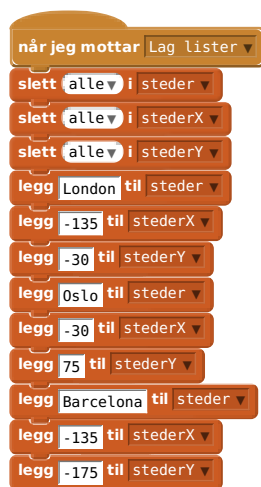 når jeg mottar Lag lister
slett alle i steder
slett alle i stederX
slett alle i stederY
legg London til steder
legg -135 til stederX
legg -30 til stederY
legg Oslo til steder
legg -30 til stederX
legg 75 til stederY
legg Barcelona til steder
legg -135 til stederX
legg -175 til stederY